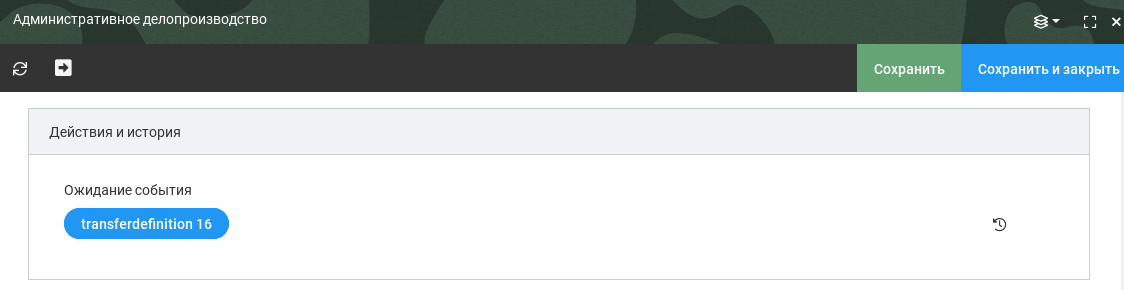 Административное делопроизводство
Сохранить
Сохранить и закрыть
Действия и история
Ожидание события
transferdefinition 16